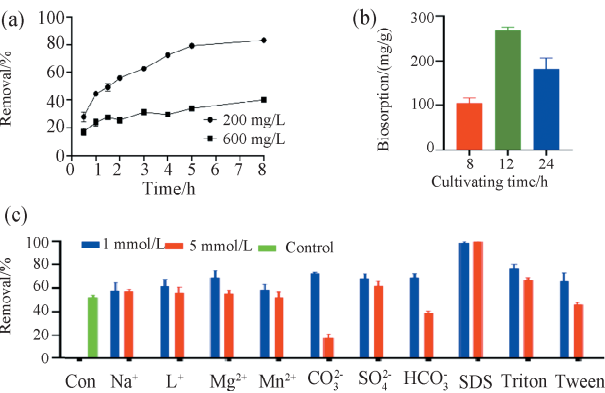 (a)
Removal/%
100
80
60
40
20
0
200 mg/L
600 mg/L
0 1 2 3 4 5 6 7 8
Time/h
(b)
Biosorption/(mg/g)
300
200
100
0
8 12 24
Cultivating timc/h
(c)
Removal/%
100
80
60
40
20
0
1 mmol/L 5 mmol/L Control
Con Na⁺ L⁺ Mg²⁺ Mn²⁺ CO₃²⁻ SO₄²⁻ HCO₃⁻ SDS Triton Tween